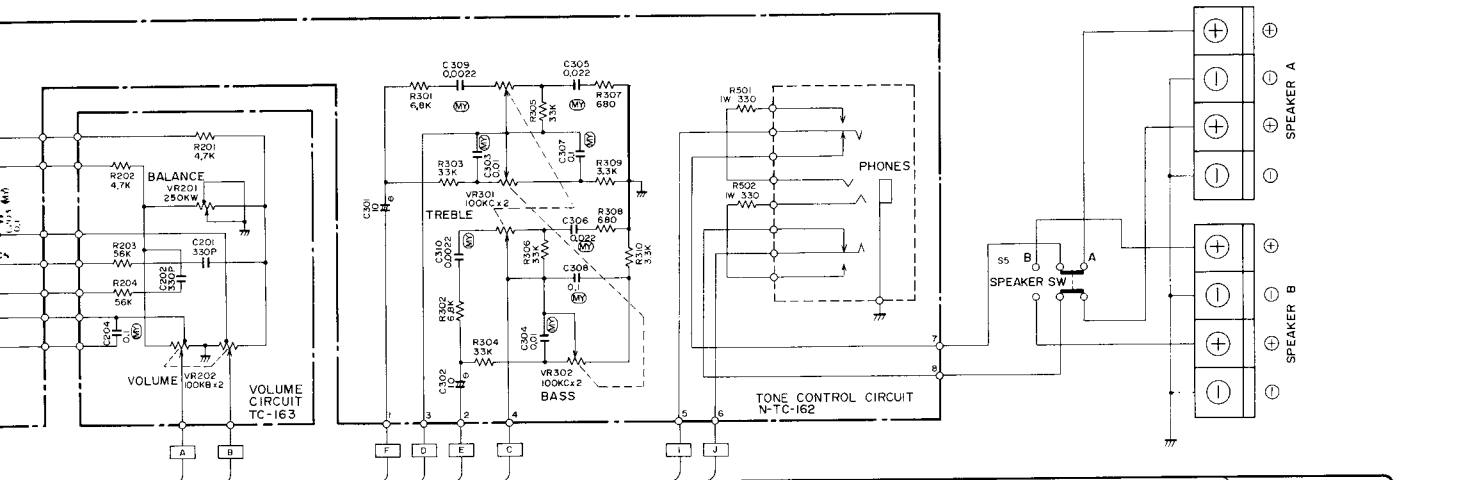 R201
4,7K
R202
4,7K
BALANCE
VR201
250KW
R203
56K
C201
330P
C202
330P
R204
56K
C204
0,1
MY
VOLUME
VR202
100KB×2
VOLUME
CIRCUIT
TC-163
A
B
C309
0,0022
MY
R301
6,8K
C305
0,022
MY
R307
680
R305
33K
R303
33K
C303
0,01
MY
C307
0,1
MY
R309
3,3K
C301
10
VR301
100KC×2
TREBLE
C310
0,0022
MY
R306
33K
C306
0,022
MY
R308
680
R310
3,3K
C308
0,1
MY
R302
6,8K
R304
33K
C304
0,01
MY
C302
10
VR302
100KC×2
BASS
1
3
2
4
5
6
F
D
E
C
I
J
R501
1W 330
R502
1W 330
PHONES
7
8
TONE CONTROL CIRCUIT
N-TC-162
S5
B
A
SPEAKER SW
+
−
+
−
SPEAKER A
+
−
+
−
SPEAKER B